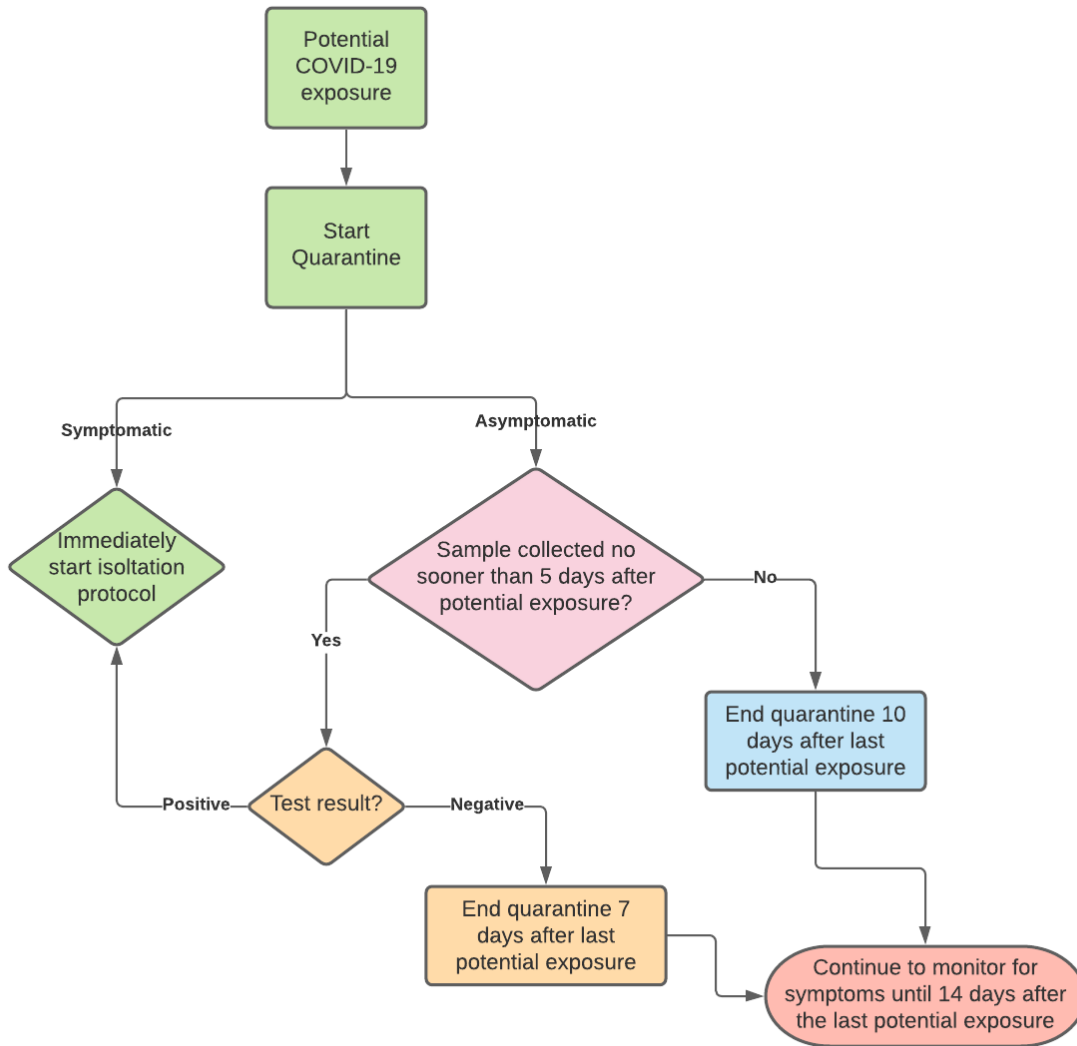 Potential
COVID-19
exposure
Start
Quarantine
Symptomatic
Asymptomatic
Immediately
start isoltation
protocol
Sample collected no
sooner than 5 days after
potential exposure?
No
Yes
End quarantine 10
days after last
potential exposure
Positive
Test result?
Negative
End quarantine 7
days after last
potential exposure
Continue to monitor for
symptoms until 14 days after
the last potential exposure